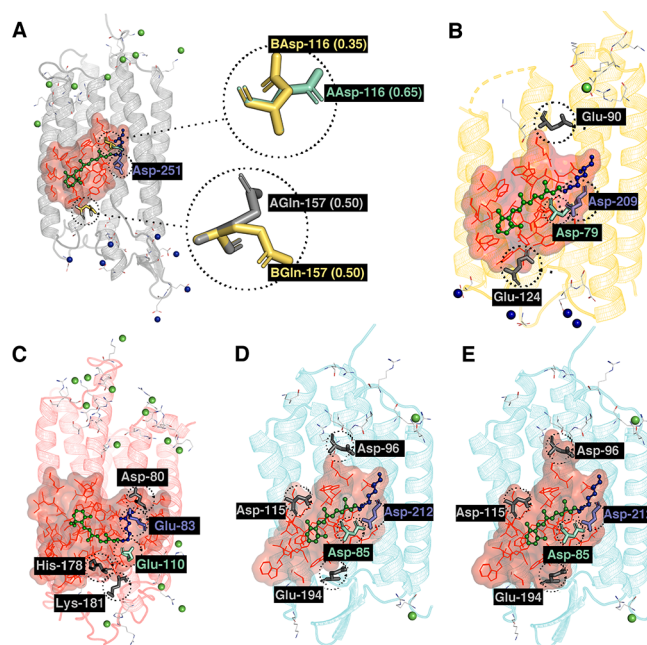 A
BAsp-116 (0.35)
AAsp-116 (0.65)
Asp-251
AGln-157 (0.50)
BGln-157 (0.50)
B
Glu-90
Asp-209
Asp-79
Glu-124
C
Asp-80
Glu-83
Glu-110
His-178
Lys-181
D
Asp-96
Asp-115
Asp-212
Asp-85
Glu-194
E
Asp-96
Asp-115
Asp-21
Asp-85
Glu-194